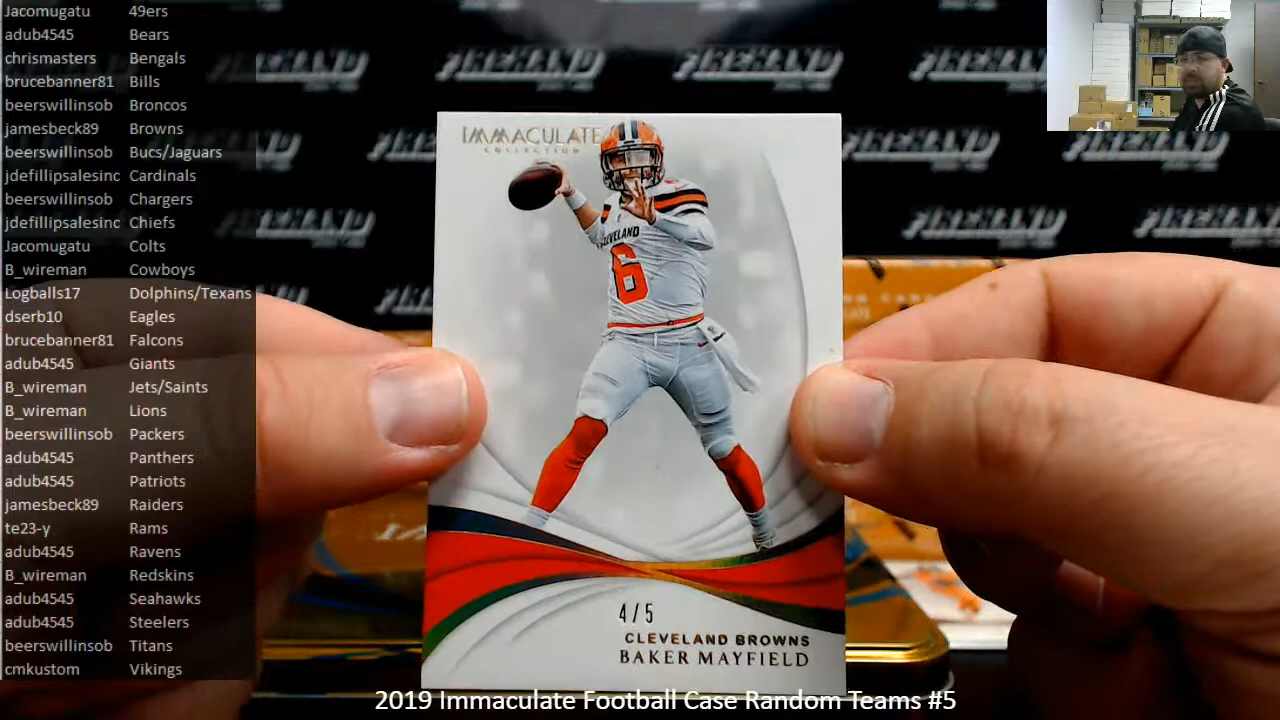 Jacomugatu 49ers
adub4545 Bears
chrismasters Bengals
brucebanner81 Bills
beerswillinsob Broncos
jamesbeck89 Browns
beerswillinsob Bucs/Jaguars
jdefillipsalesinc Cardinals
beerswillinsob Chargers
jdefillipsalesinc Chiefs
Jacomugatu Colts
B_wireman Cowboys
Logballs17 Dolphins/Texans
dserb10 Eagles
brucebanner81 Falcons
adub4545 Giants
B_wireman Jets/Saints
B_wireman Lions
beerswillinsob Packers
adub4545 Panthers
adub4545 Patriots
jamesbeck89 Raiders
te23-y Rams
adub4545 Ravens
B_wireman Redskins
adub4545 Seahawks
adub4545 Steelers
beerswillinsob Titans
cmkustom Vikings
IMMACULATE
COLLECTION
CLEVELAND
6
4/5
CLEVELAND BROWNS
BAKER MAYFIELD
2019 Immaculate Football Case Random Teams #5